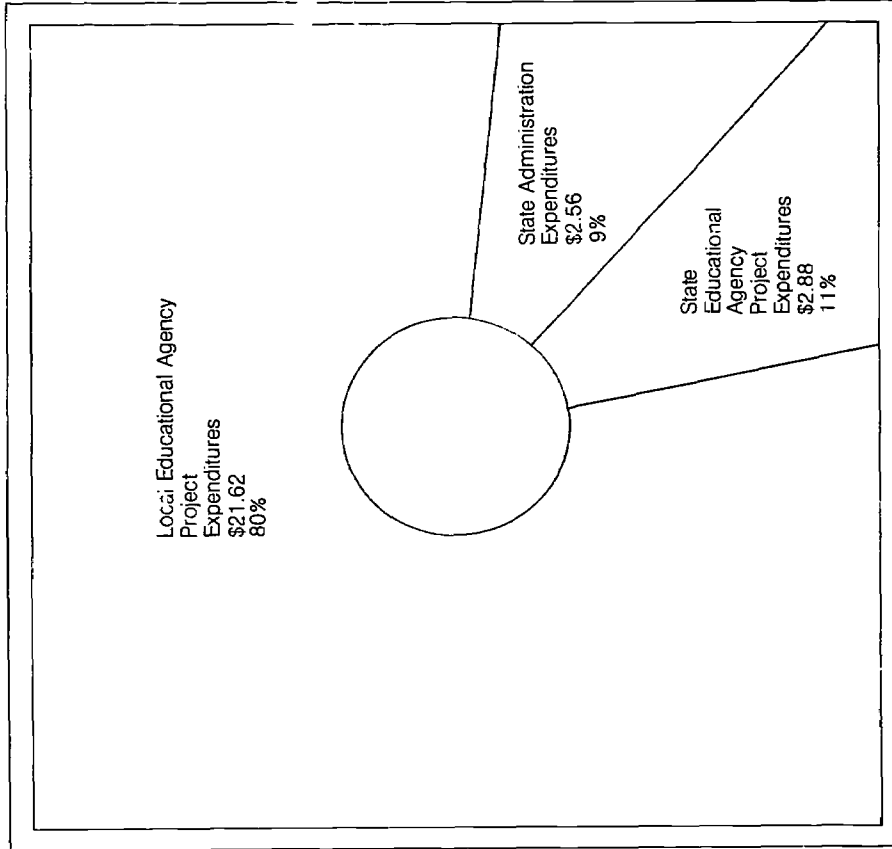 Local Educational Agency
Project
Expenditures
$21.62
80%
State Administration
Expenditures
$2.56
9%
State
Educational
Agency
Project
Expenditures
$2.88
11%